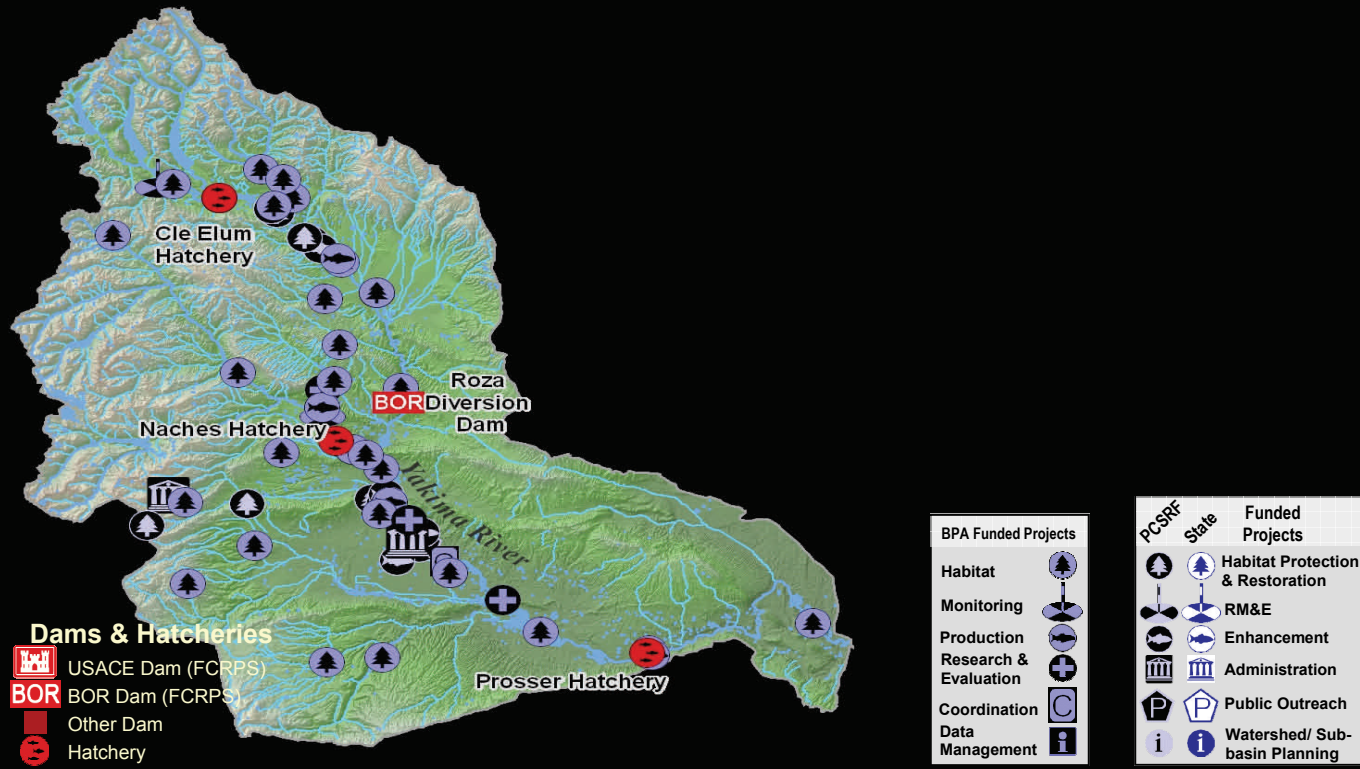 Cle Elum
Hatchery
Roza
BOR Diversion
Dam
Naches Hatchery
Yakima River
C
Prosser Hatchery
Dams & Hatcheries
USACE Dam (FCRPS)
BOR BOR Dam (FCRPS)
Other Dam
Hatchery
BPA Funded Projects
Habitat
Monitoring
Production
Research &
Evaluation
Coordination C
Data
Management i
PCSRF State Funded
Projects
Habitat Protection
& Restoration
RM&E
Enhancement
Administration
P P Public Outreach
i i Watershed/ Sub-
basin Planning